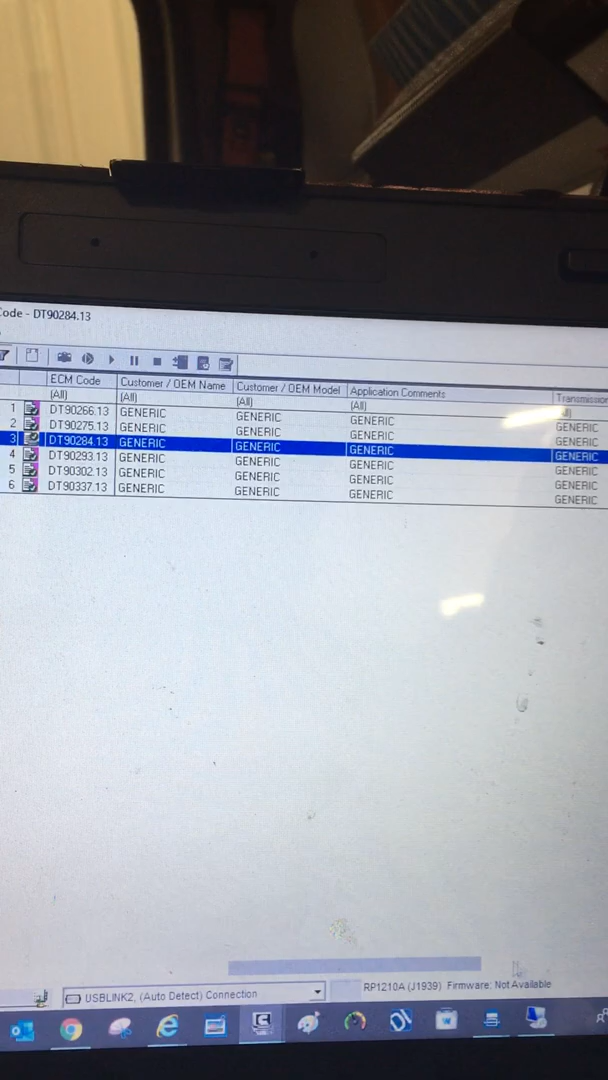 Code - DT90284.13
ECM Code Customer / OEM Name Customer / OEM Model Application Comments Transmission
(All) (All) (All) (All)
1 DT90266.13 GENERIC GENERIC GENERIC GENERIC
2 DT90275.13 GENERIC GENERIC GENERIC GENERIC
3 DT90284.13 GENERIC GENERIC GENERIC GENERIC
4 DT90293.13 GENERIC GENERIC GENERIC GENERIC
5 DT90302.13 GENERIC GENERIC GENERIC GENERIC
6 DT90337.13 GENERIC GENERIC GENERIC GENERIC
USBLINK2, (Auto Detect) Connection RP1210A (J1939) Firmware: Not Available